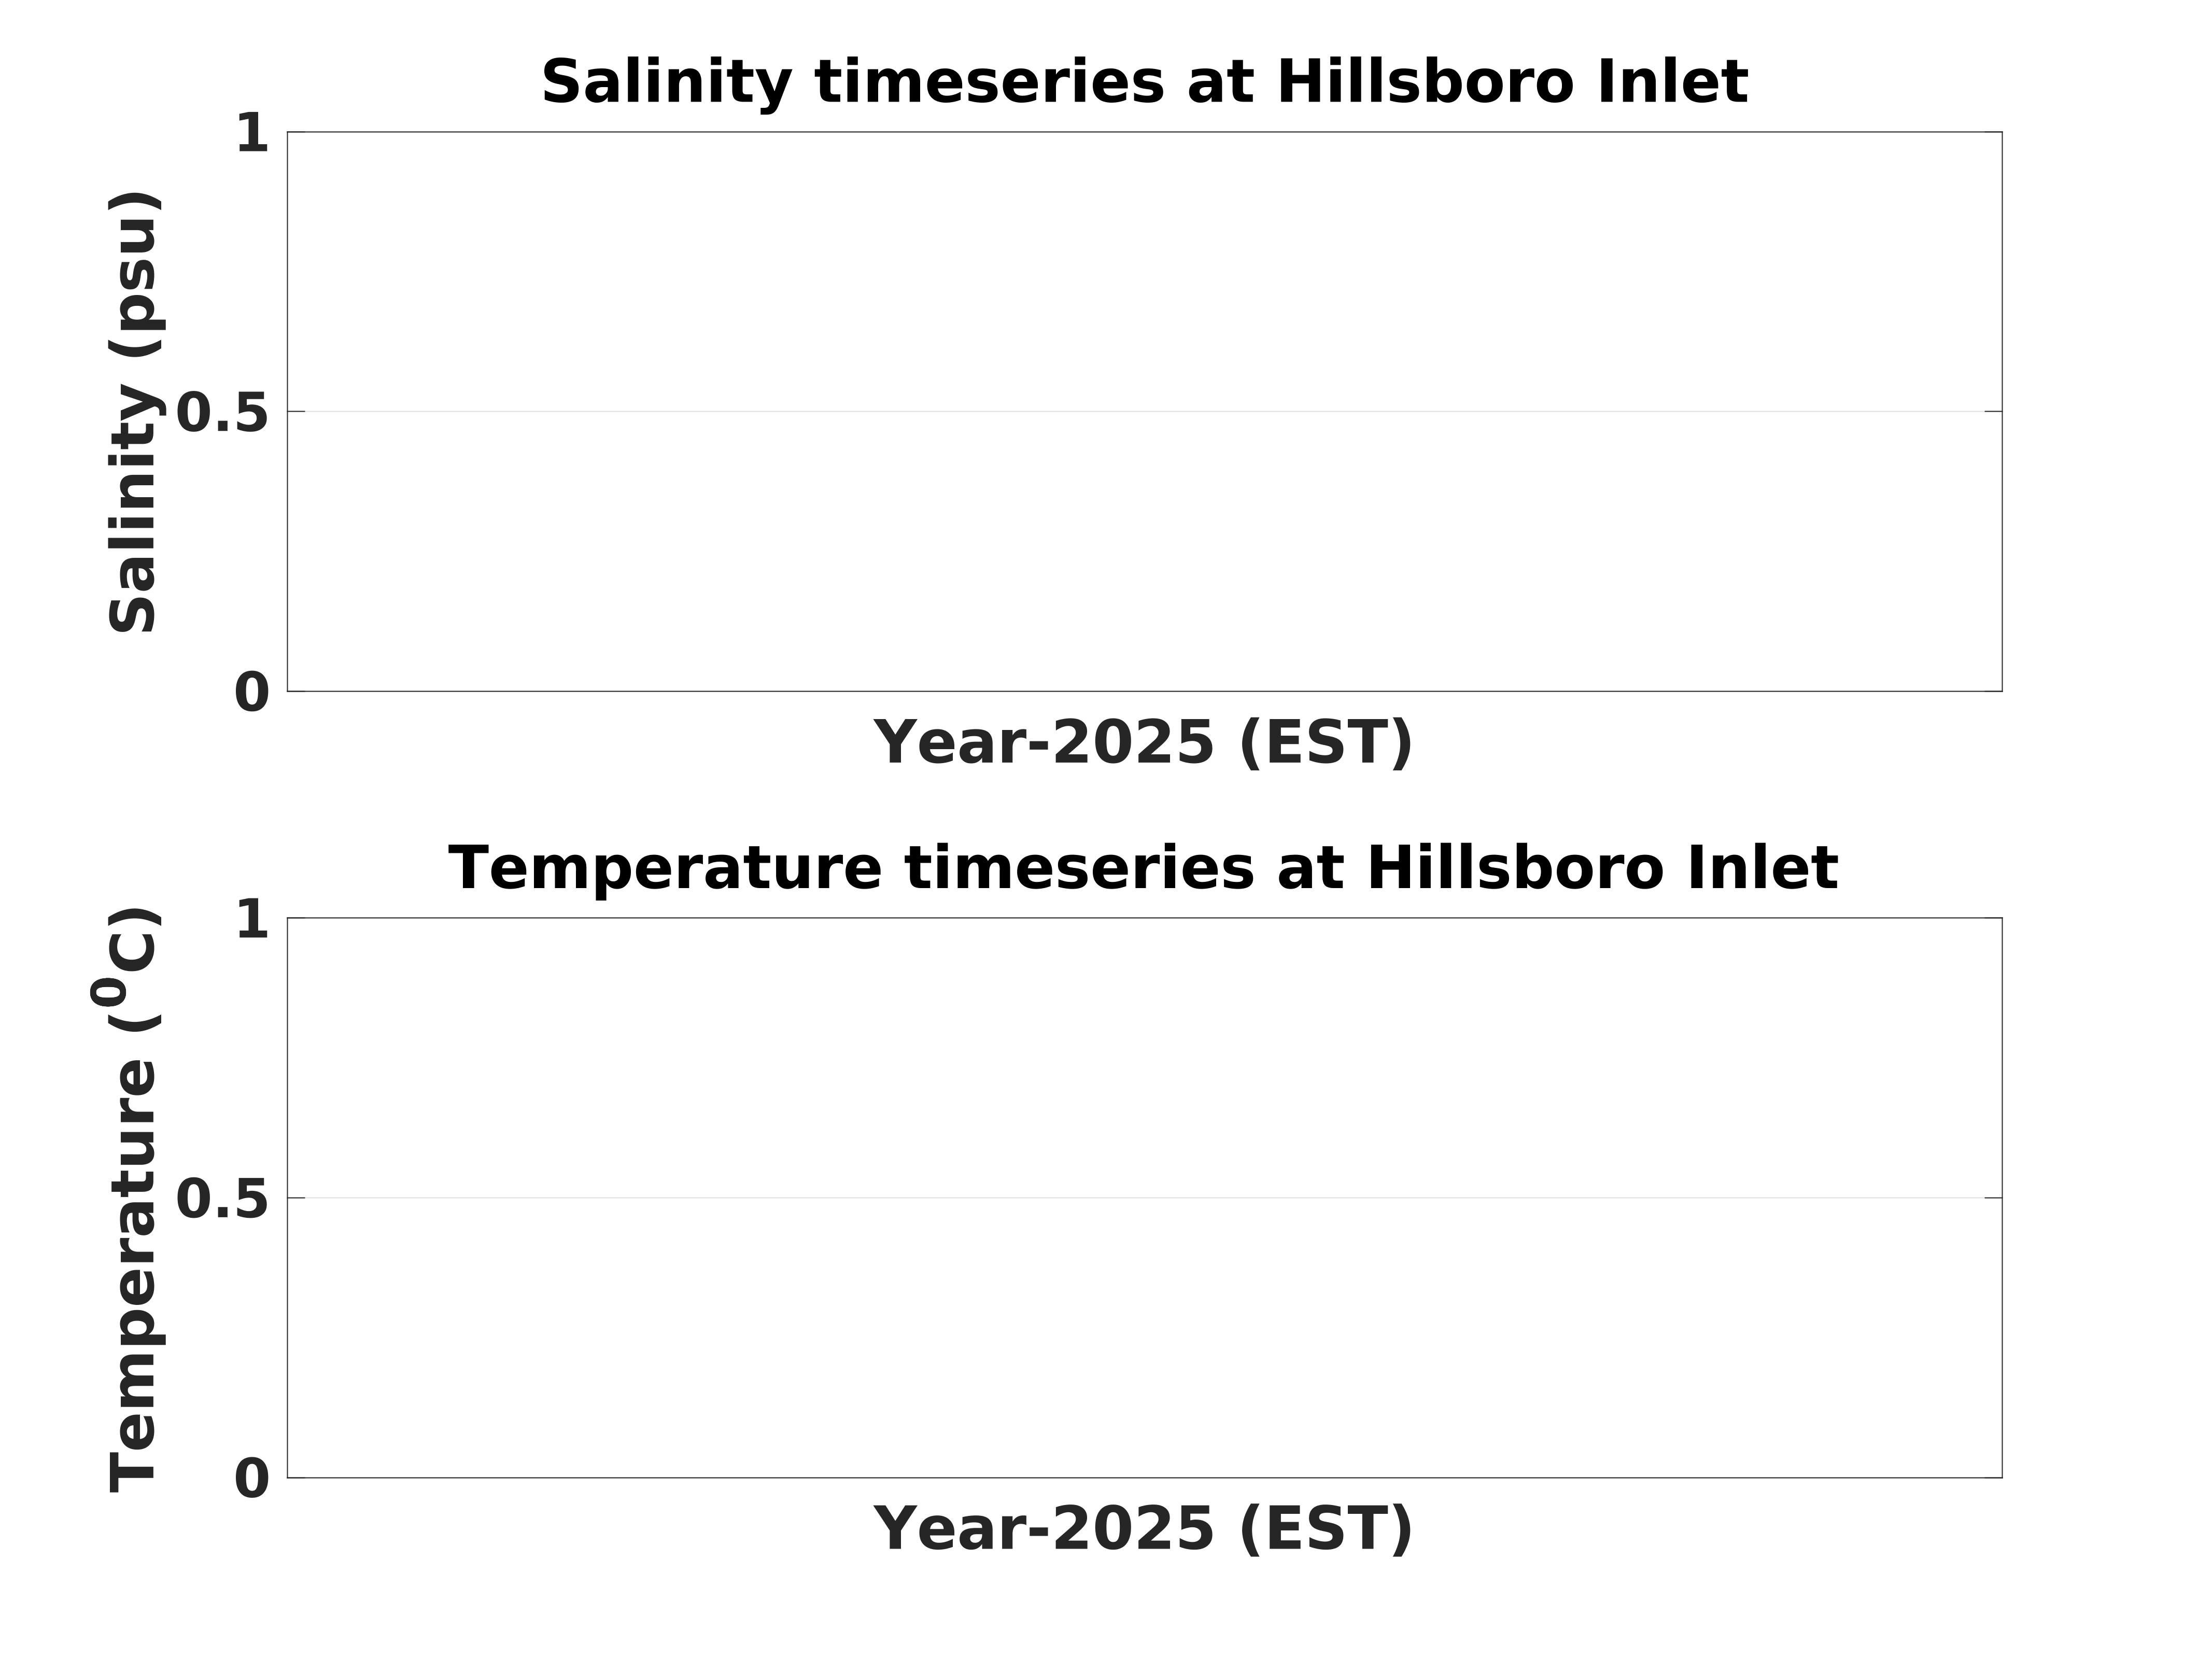 Salinity timeseries at Hillsboro Inlet
1
Salinity (psu)
0.5
0
Year-2025 (EST)
Temperature timeseries at Hillsboro Inlet
1
Temperature (⁰C)
0.5
0
Year-2025 (EST)